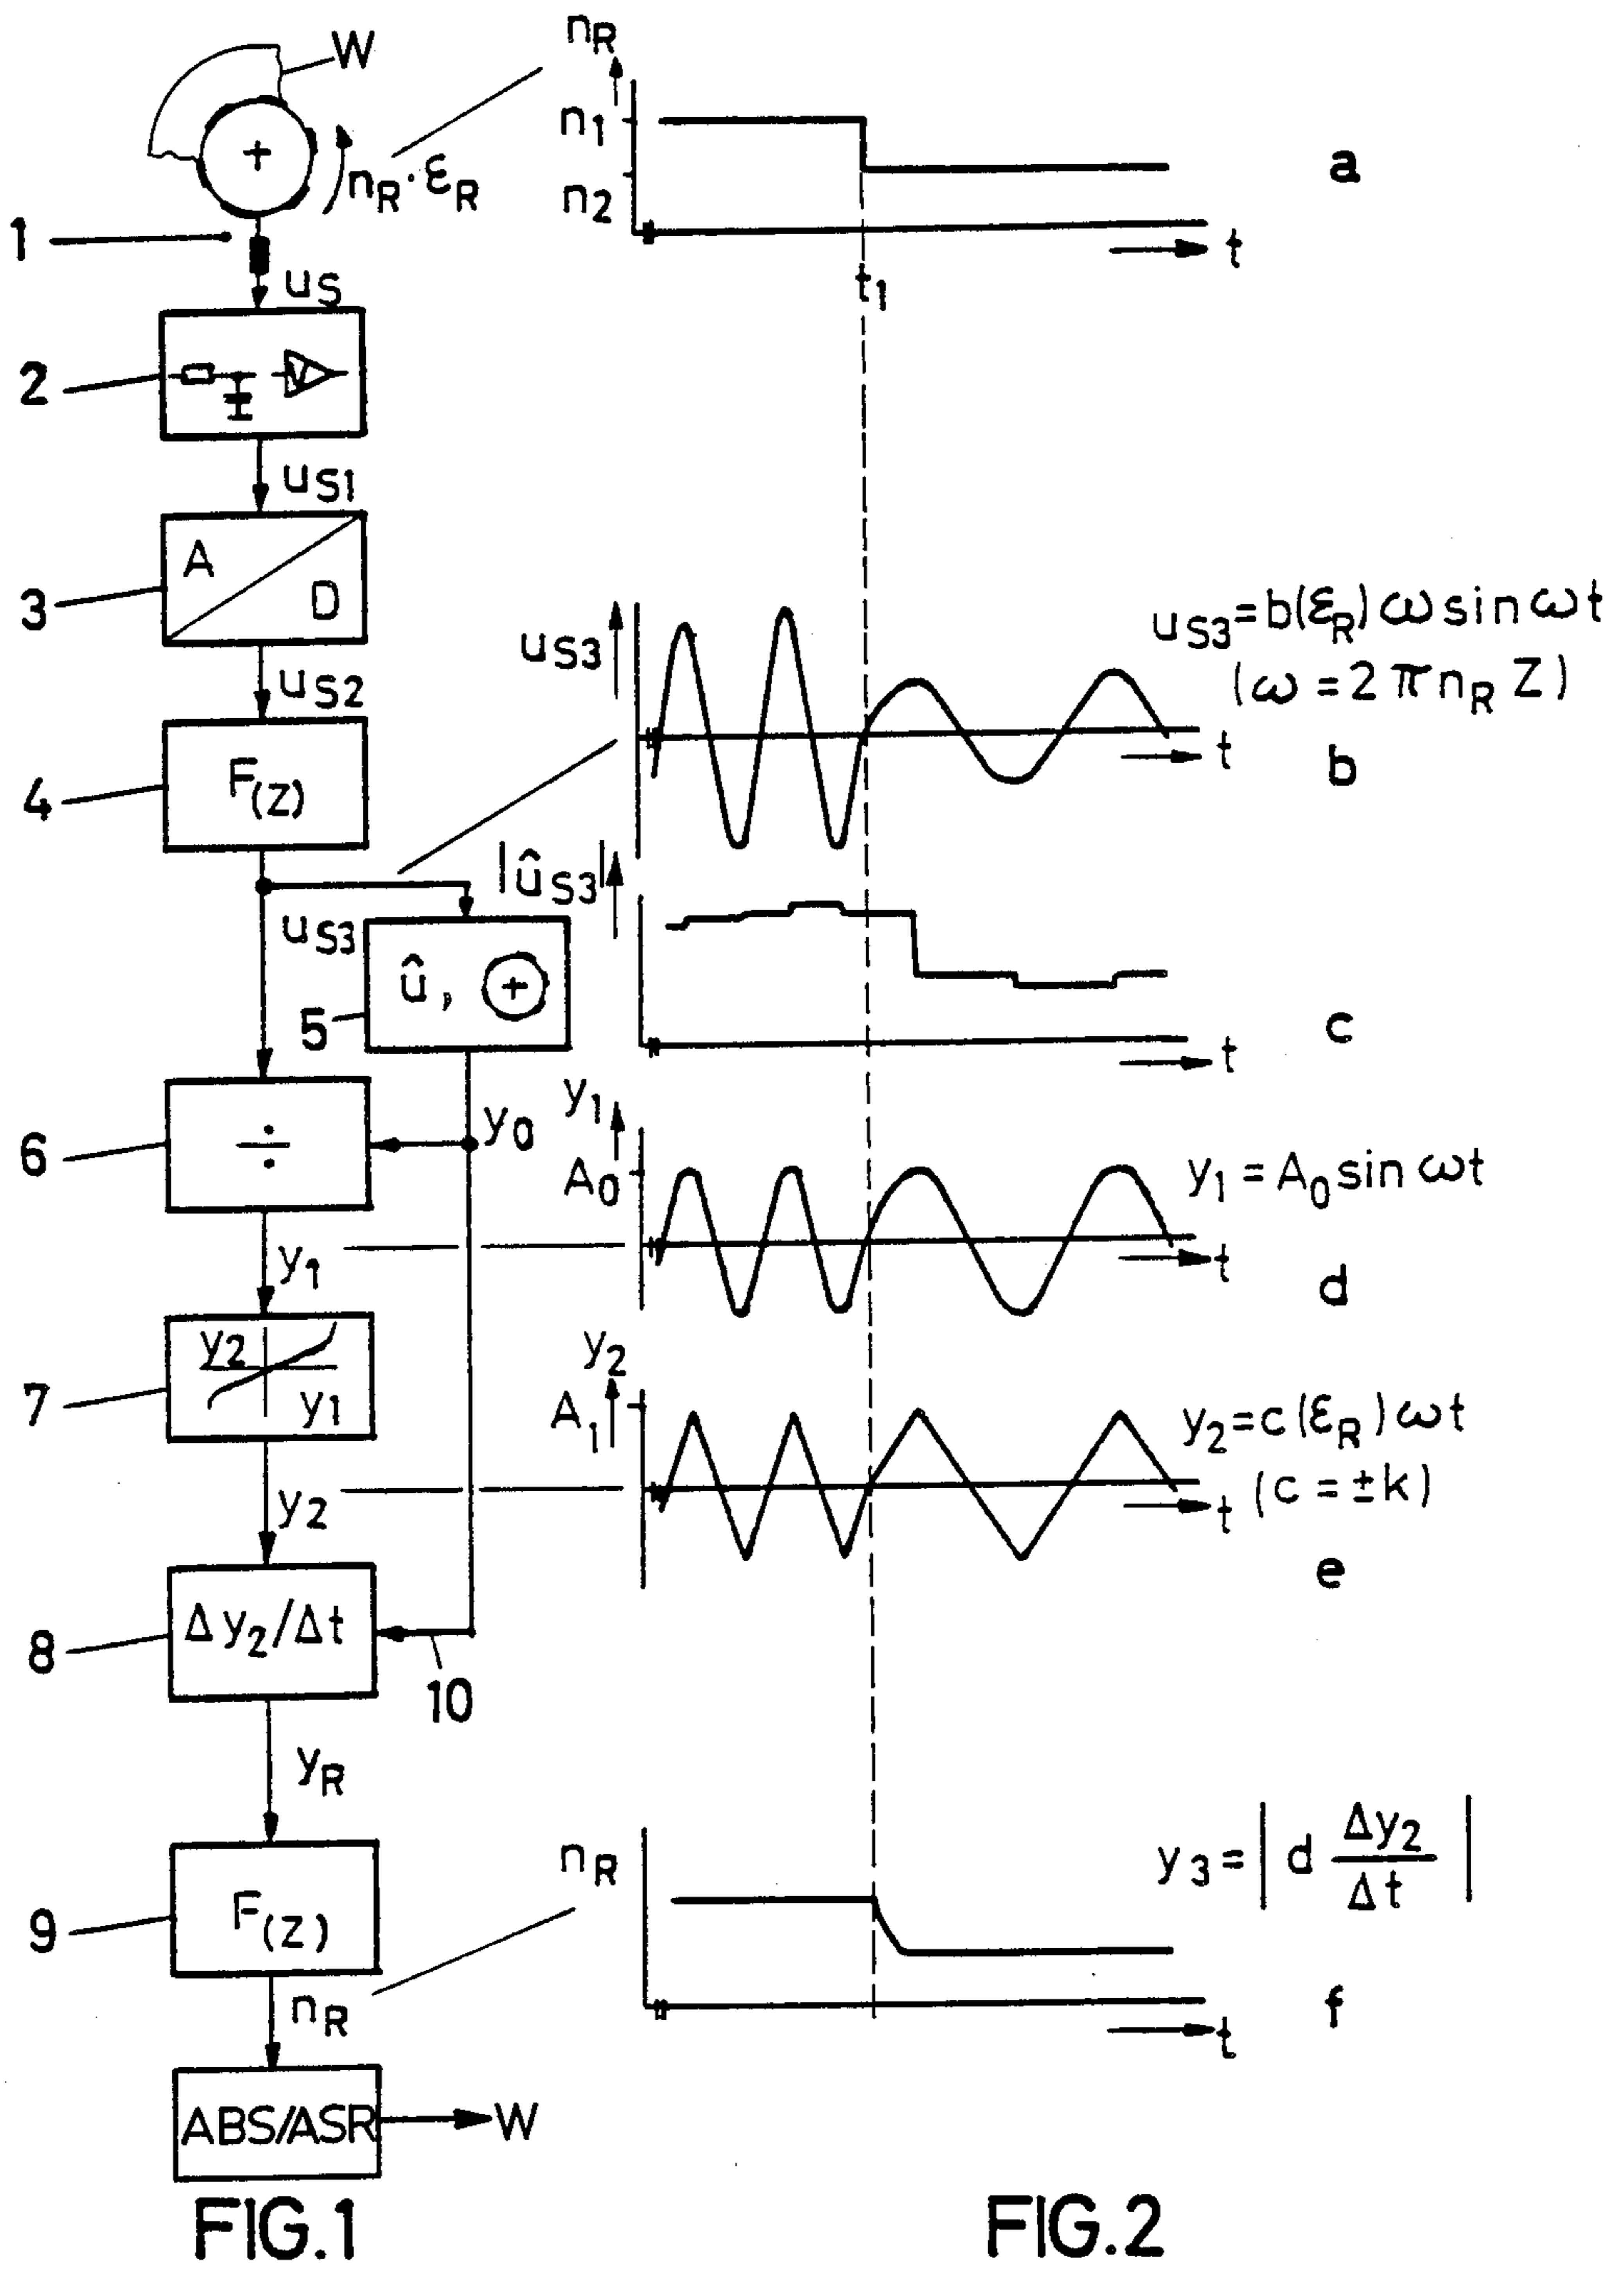 W
n_R · ε_R
1
u_S
2
u_S1
A
D
3
u_S2
F(Z)
4
u_S3
û, +
5
÷
6
y_0
y_1
y_2
y_1
7
y_2
Δy_2/Δt
8
10
y_R
F(Z)
9
n_R
ABS/ASR
W
FIG.1
n_R
n_1
n_2
t
t_1
a
u_S3
u_S3 = b(ε_R) ω sin ωt
(ω = 2 π n_R Z)
t
b
|û_S3|
t
c
y_1
A_0
y_1 = A_0 sin ωt
t
d
y_2
A_1
y_2 = c(ε_R) ωt
(c = ±k)
t
e
n_R
y_3 = | d Δy_2/Δt |
t
f
FIG.2